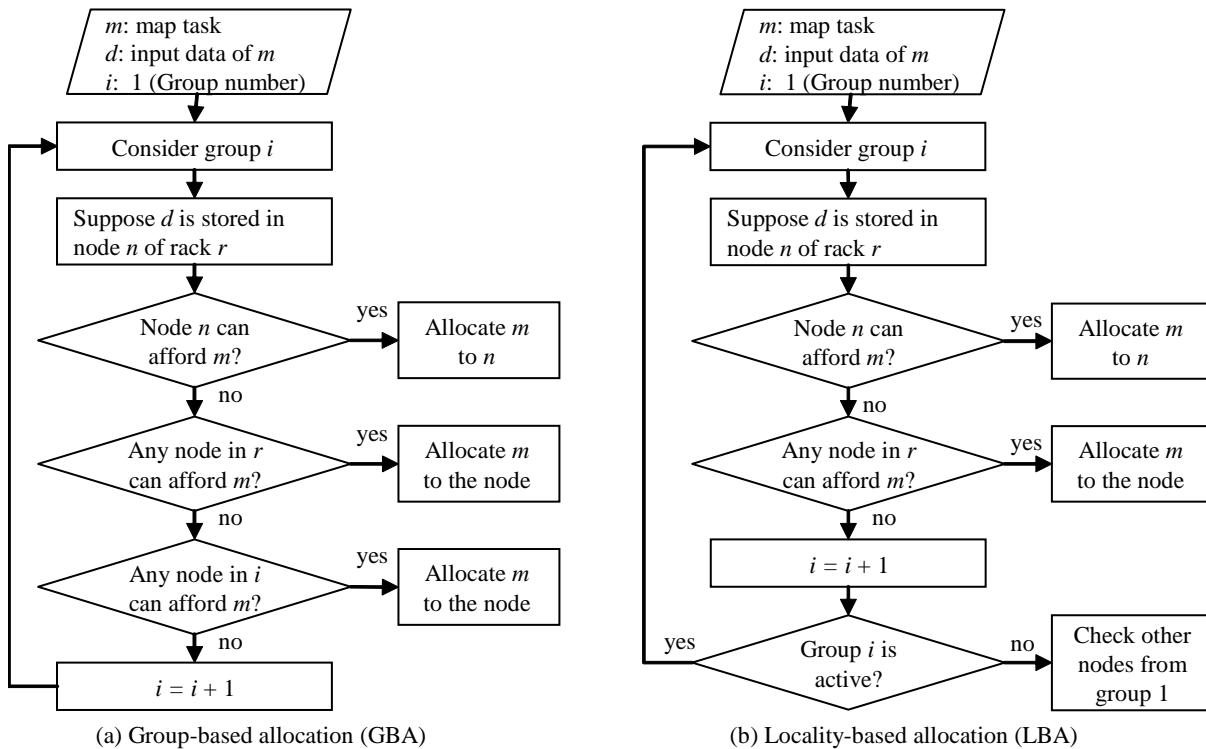 m: map task
d: input data of m
i: 1 (Group number)
Consider group i
Suppose d is stored in
node n of rack r
Node n can
afford m?
yes
Allocate m
to n
no
Any node in r
can afford m?
yes
Allocate m
to the node
no
Any node in i
can afford m?
yes
Allocate m
to the node
no
i = i + 1
(a) Group-based allocation (GBA)
m: map task
d: input data of m
i: 1 (Group number)
Consider group i
Suppose d is stored in
node n of rack r
Node n can
afford m?
yes
Allocate m
to n
no
Any node in r
can afford m?
yes
Allocate m
to the node
no
i = i + 1
yes
Group i is
active?
no
Check other
nodes from
group 1
(b) Locality-based allocation (LBA)